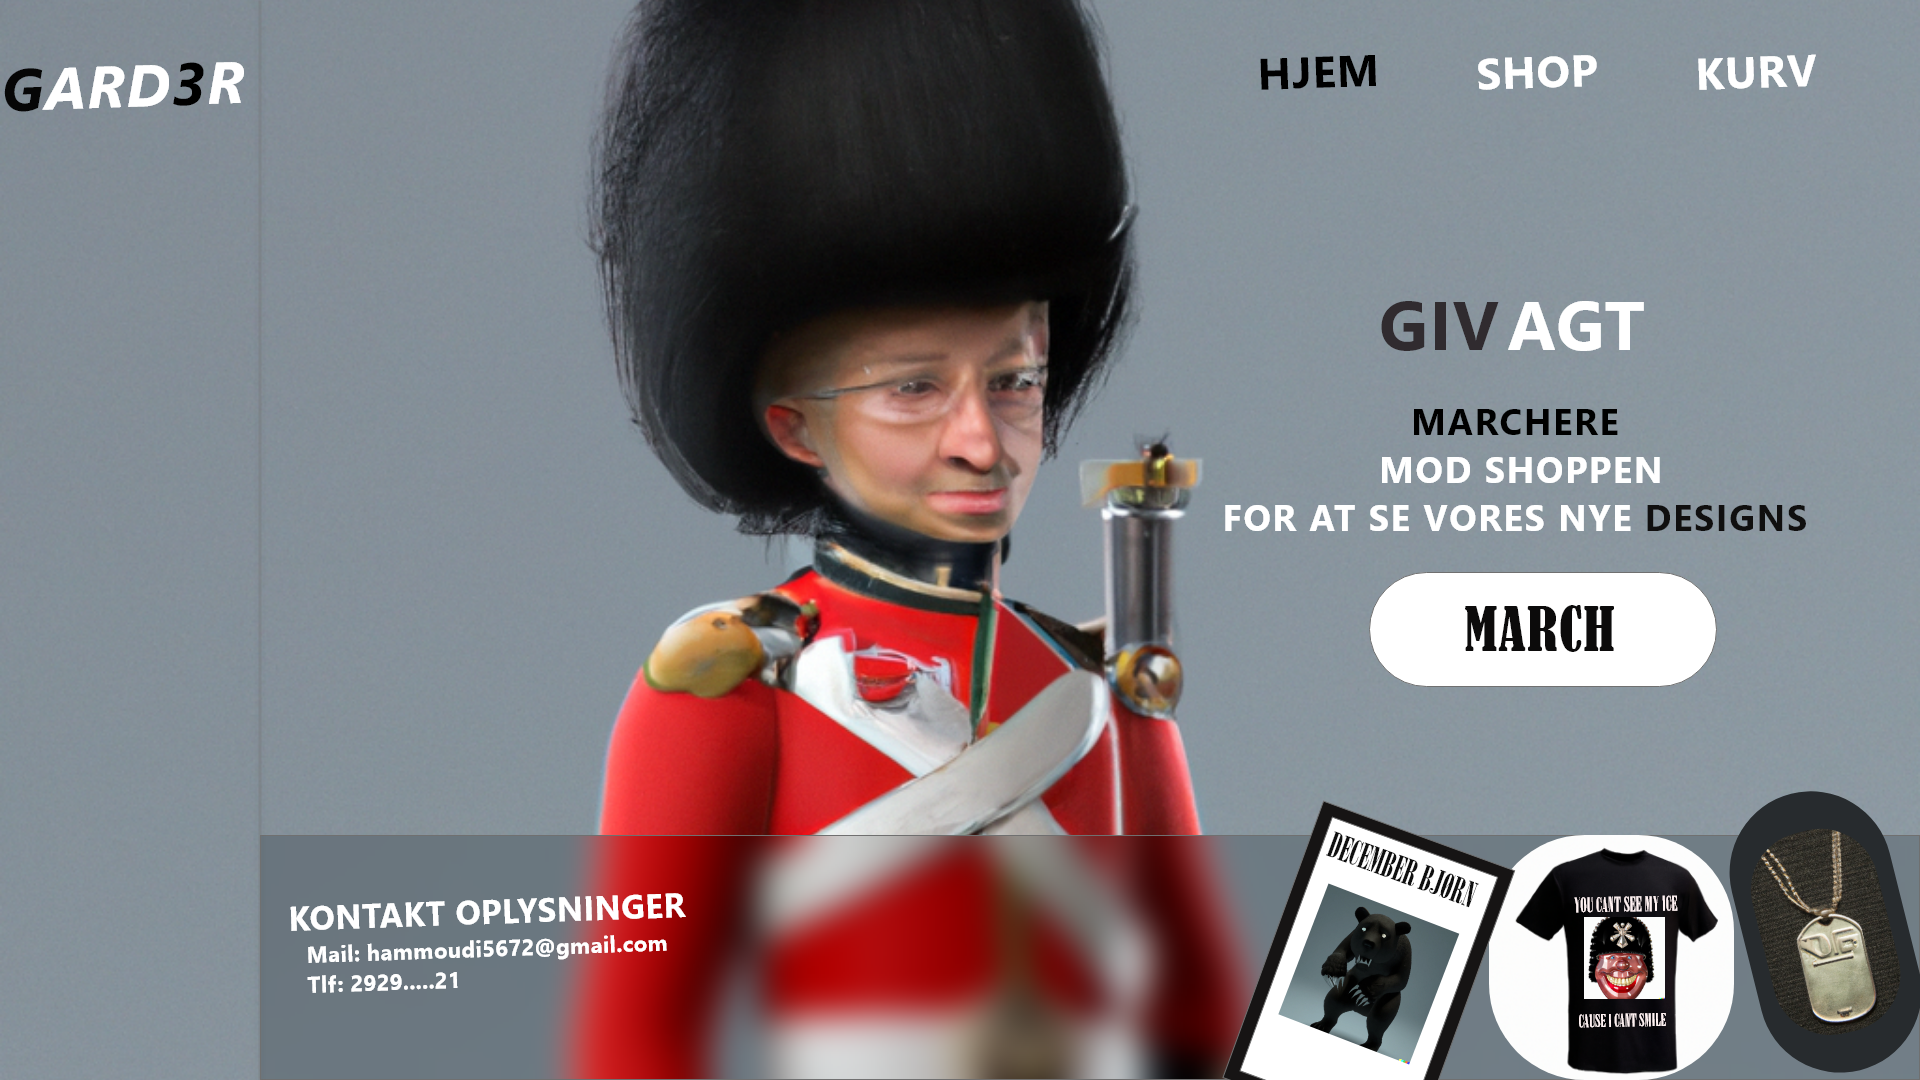 GARD3R
HJEM
SHOP
KURV
GIV AGT
MARCHERE
MOD SHOPPEN
FOR AT SE VORES NYE DESIGNS
MARCH
KONTAKT OPLYSNINGER
Mail: hammoudi5672@gmail.com
Tlf: 2929.....21
DECEMBER BJORN
YOU CANT SEE MY ICE
CAUSE I CANT SMILE